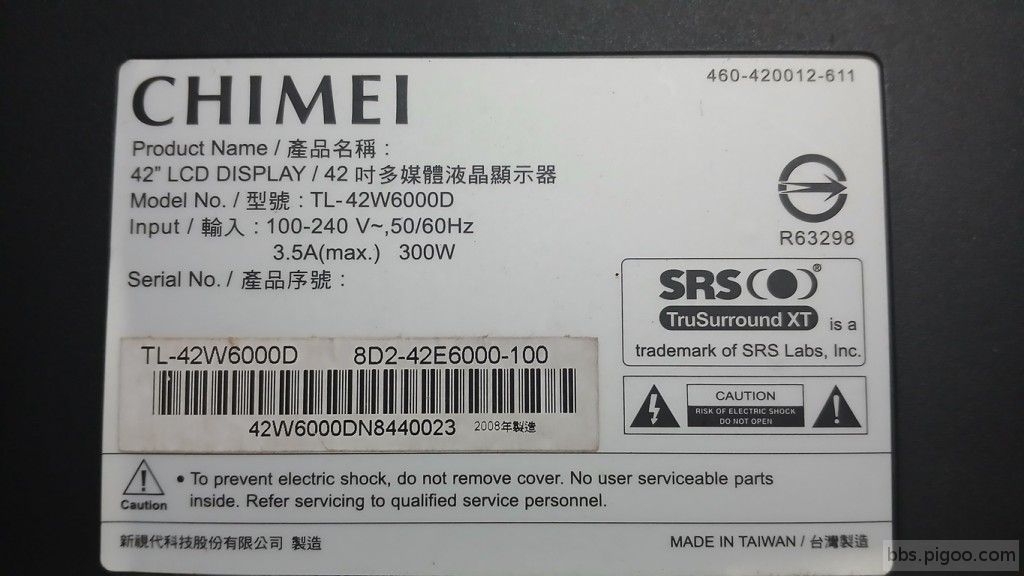 CHIMEI
460-420012-611
Product Name / 產品名稱 :
42" LCD DISPLAY / 42 吋多媒體液晶顯示器
Model No. / 型號 : TL-42W6000D
Input / 輸入 : 100-240 V~,50/60Hz
3.5A(max.) 300W
Serial No. / 產品序號 :
R63298
SRS(●)®
TruSurround XT is a
trademark of SRS Labs, Inc.
TL-42W6000D 8D2-42E6000-100
42W6000DN8440023 2008年製造
CAUTION
RISK OF ELECTRIC SHOCK
DO NOT OPEN
Caution
• To prevent electric shock, do not remove cover. No user serviceable parts
inside. Refer servicing to qualified service personnel.
新視代科技股份有限公司 製造
MADE IN TAIWAN / 台灣製造
bbs.pigoo.com